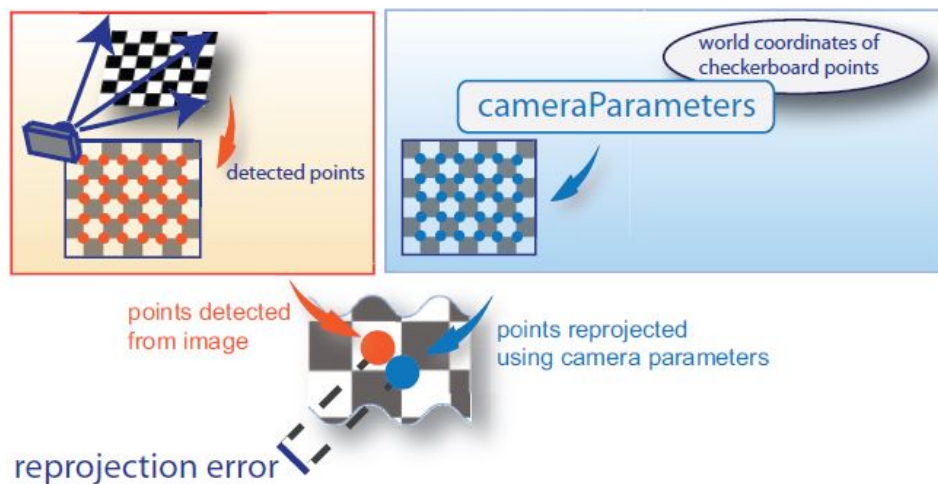 detected points
world coordinates of
checkerboard points
cameraParameters
points detected
from image
points reprojected
using camera parameters
reprojection error